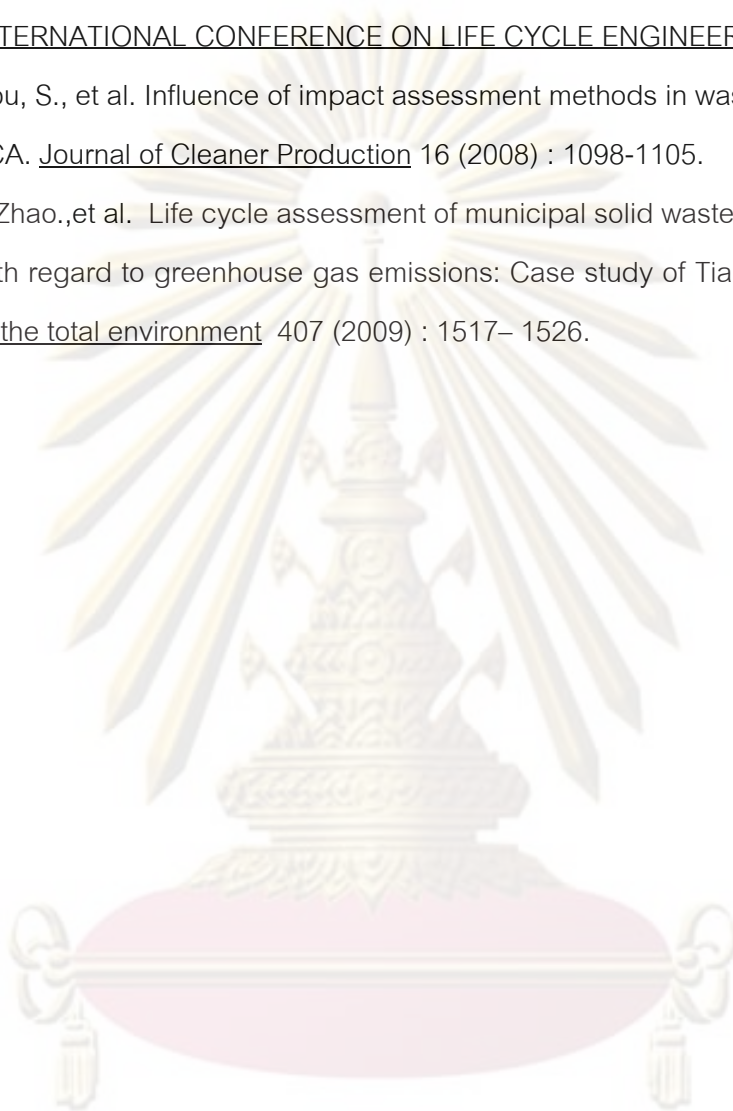 TERNATIONAL CONFERENCE ON LIFE CYCLE ENGINEER
ou, S., et al. Influence of impact assessment methods in was
CA. Journal of Cleaner Production 16 (2008) : 1098-1105.
Zhao.,et al. Life cycle assessment of municipal solid waste
th regard to greenhouse gas emissions: Case study of Tia
the total environment 407 (2009) : 1517– 1526.